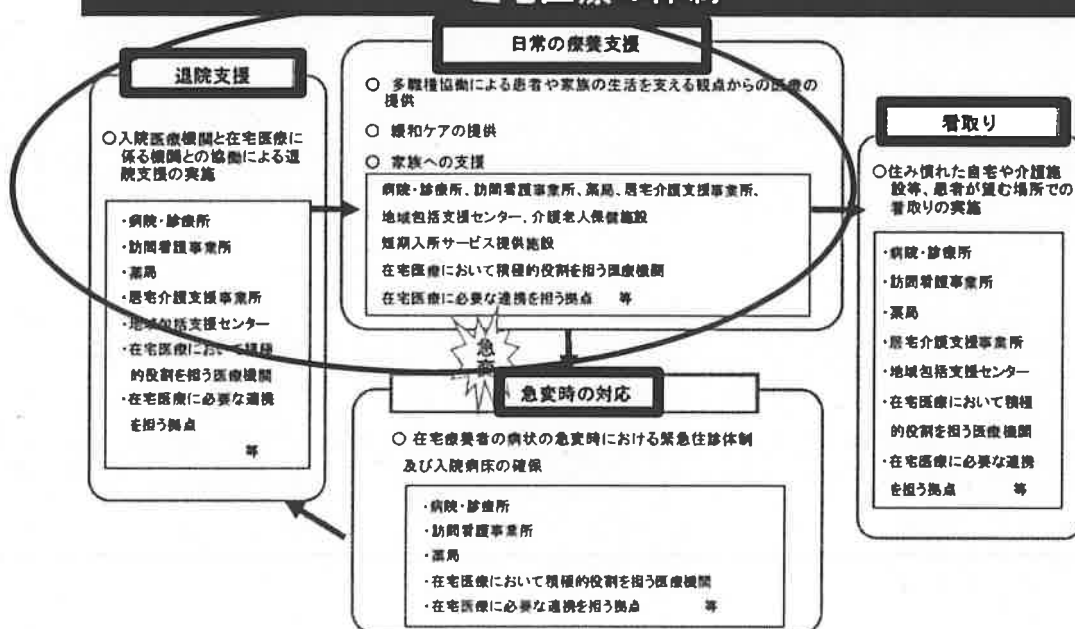 退院支援
○入院医療機関と在宅医療に
係る機関との協働による退
院支援の実施
・病院・診療所
・訪問看護事業所
・薬局
・居宅介護支援事業所
・地域包括支援センター
・在宅医療において積極
的役割を担う医療機関
・在宅医療に必要な連携
を担う拠点
等
日常の療養支援
○ 多職種協働による患者や家族の生活を支える観点からの医療の
提供
○ 緩和ケアの提供
○ 家族への支援
病院・診療所、訪問看護事業所、薬局、居宅介護支援事業所、
地域包括支援センター、介護老人保健施設
短期入所サービス提供施設
在宅医療において積極的役割を担う医療機関
在宅医療に必要な連携を担う拠点 等
急変
急変時の対応
○ 在宅療養者の病状の急変時における緊急往診体制
及び入院病床の確保
・病院・診療所
・訪問看護事業所
・薬局
・在宅医療において積極的役割を担う医療機関
・在宅医療に必要な連携を担う拠点 等
看取り
○住み慣れた自宅や介護施
設等、患者が望む場所での
看取りの実施
・病院・診療所
・訪問看護事業所
・薬局
・居宅介護支援事業所
・地域包括支援センター
・在宅医療において積極
的役割を担う医療機関
・在宅医療に必要な連携
を担う拠点 等